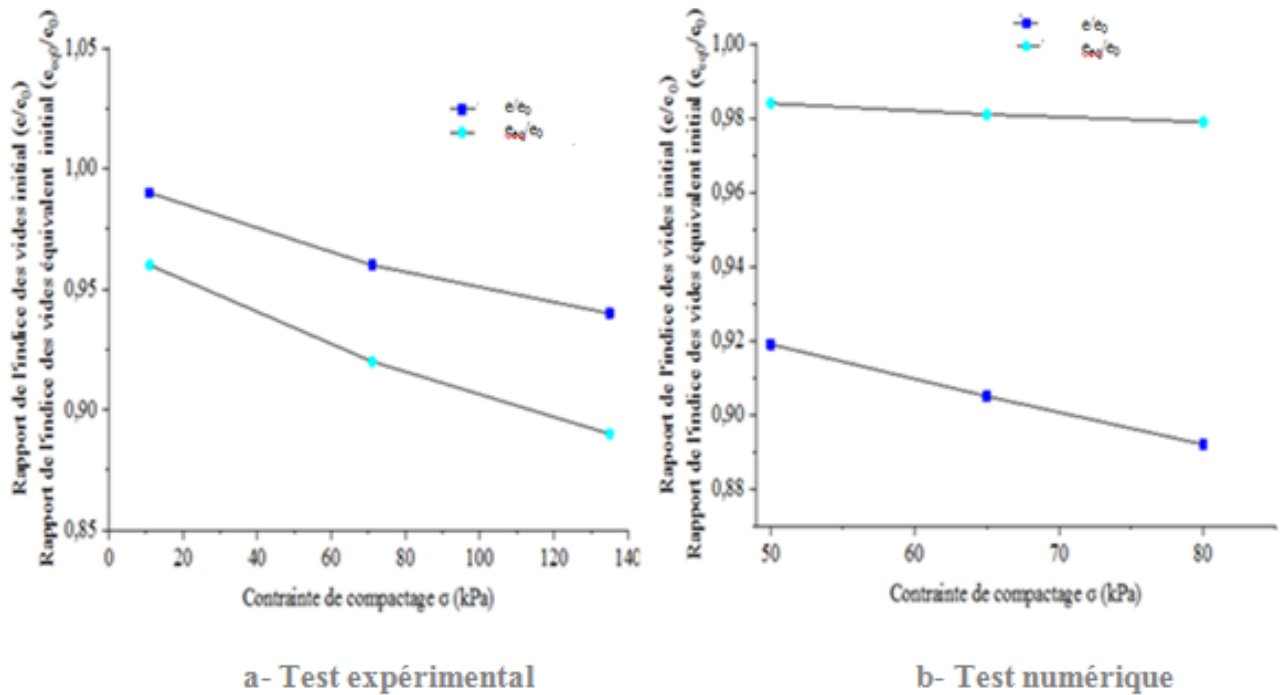 Rapport de l'indice des vides initial (e/e0)
Rapport de l'indice des vides équivalent initial (eeq/e0)
1,05
1,00
0,95
0,90
0,85
e/e0
eeq/e0
0 20 40 60 80 100 120 140
Contrainte de compactage σ (kPa)
a- Test expérimental
Rapoort de l'indice des vides initial (e/e0)
Rapport de l'indice des vides équivalent initial (eeq/e0)
1,00
0,98
0,96
0,94
0,92
0,90
0,88
e/e0
eeq/e0
50 60 70 80
Contrainte de compactage σ (kPa)
b- Test numérique